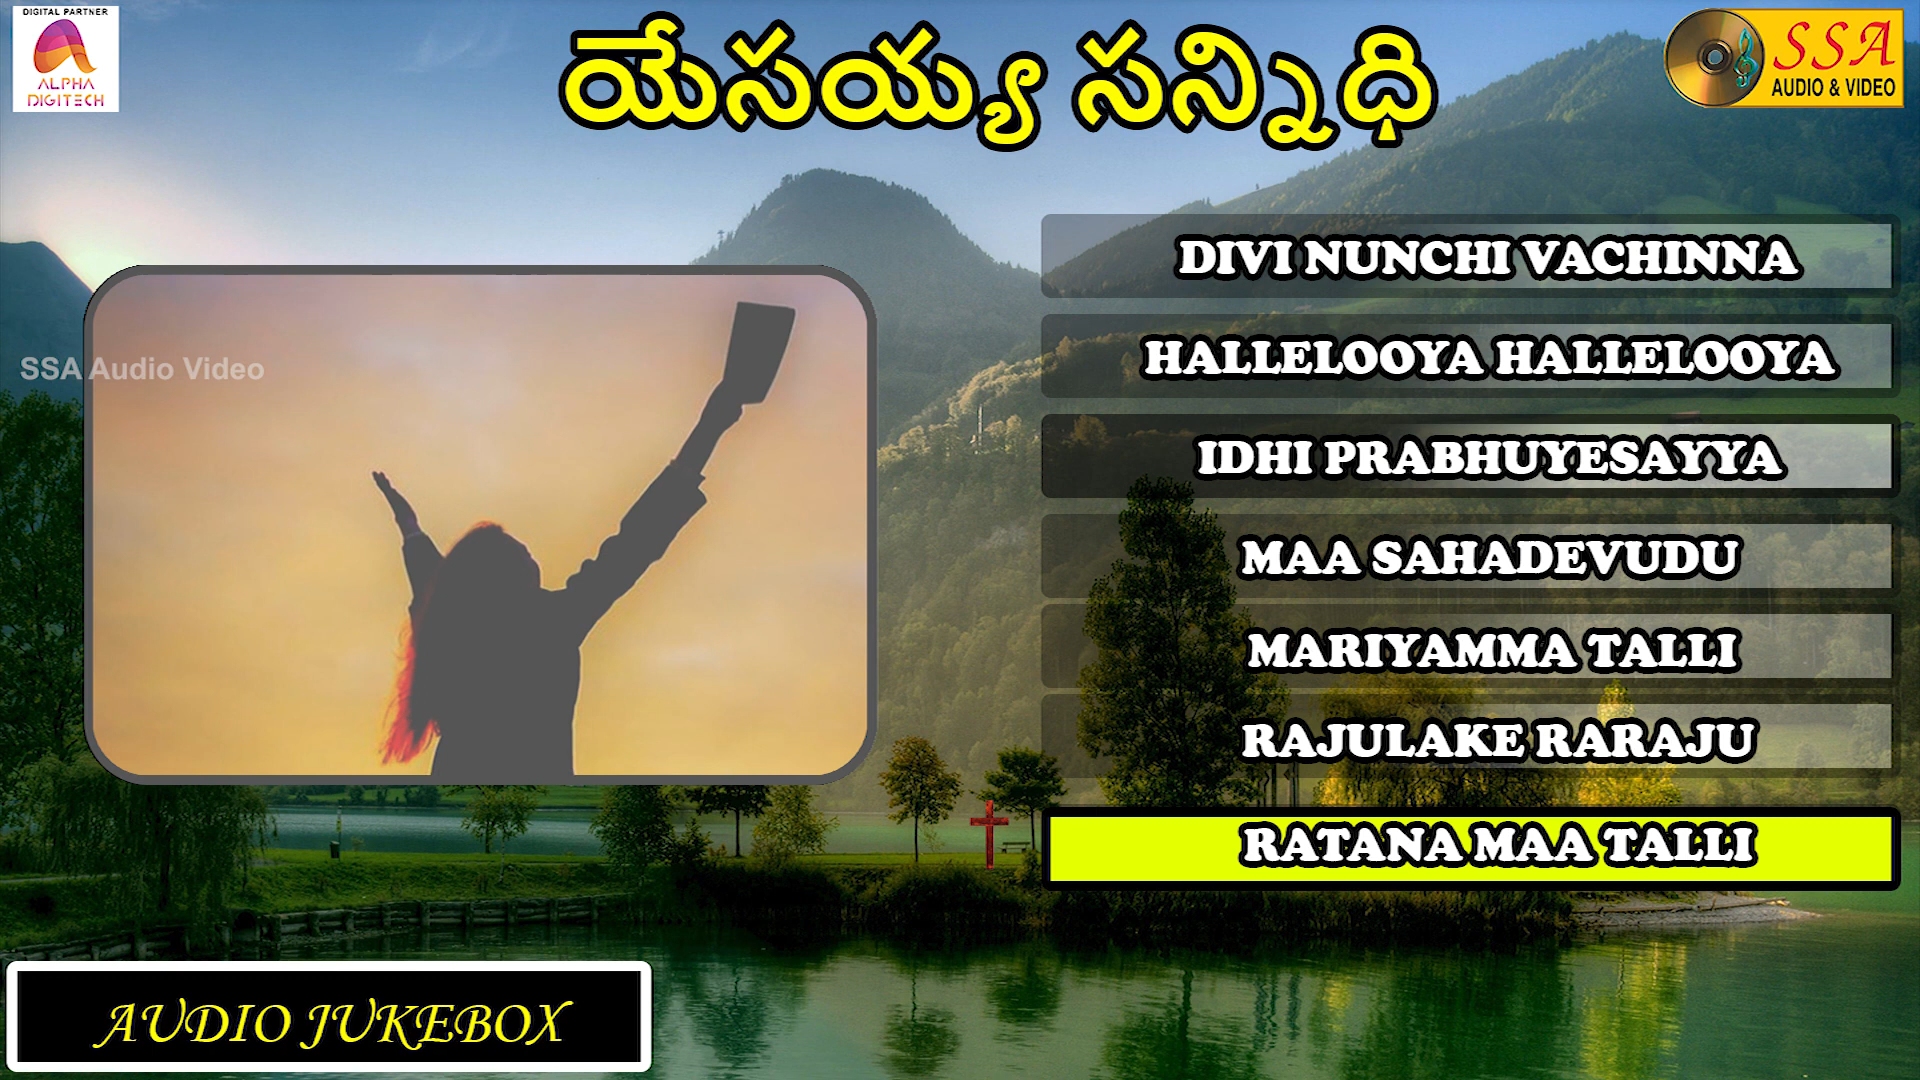 DIGITAL PARTNER
ALPHA
DIGITECH
యేసయ్య సన్నిధి
SSA
AUDIO & VIDEO
SSA Audio Video
DIVI NUNCHI VACHINNA
HALLELOOYA HALLELOOYA
IDHI PRABHUYESAYYA
MAA SAHADEVUDU
MARIYAMMA TALLI
RAJULAKE RARAJU
RATANA MAA TALLI
AUDIO JUKEBOX